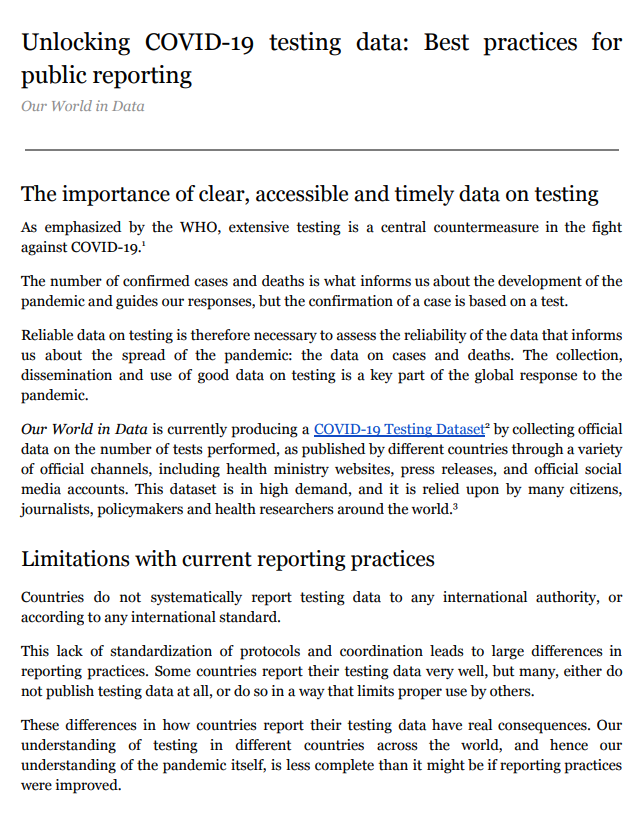 Unlocking COVID-19 testing data: Best practices for
public reporting
Our World in Data
The importance of clear, accessible and timely data on testing
As emphasized by the WHO, extensive testing is a central countermeasure in the fight
against COVID-19.¹
The number of confirmed cases and deaths is what informs us about the development of the
pandemic and guides our responses, but the confirmation of a case is based on a test.
Reliable data on testing is therefore necessary to assess the reliability of the data that informs
us about the spread of the pandemic: the data on cases and deaths. The collection,
dissemination and use of good data on testing is a key part of the global response to the
pandemic.
Our World in Data is currently producing a COVID-19 Testing Dataset² by collecting official
data on the number of tests performed, as published by different countries through a variety
of official channels, including health ministry websites, press releases, and official social
media accounts. This dataset is in high demand, and it is relied upon by many citizens,
journalists, policymakers and health researchers around the world.³
Limitations with current reporting practices
Countries do not systematically report testing data to any international authority, or
according to any international standard.
This lack of standardization of protocols and coordination leads to large differences in
reporting practices. Some countries report their testing data very well, but many, either do
not publish testing data at all, or do so in a way that limits proper use by others.
These differences in how countries report their testing data have real consequences. Our
understanding of testing in different countries across the world, and hence our
understanding of the pandemic itself, is less complete than it might be if reporting practices
were improved.